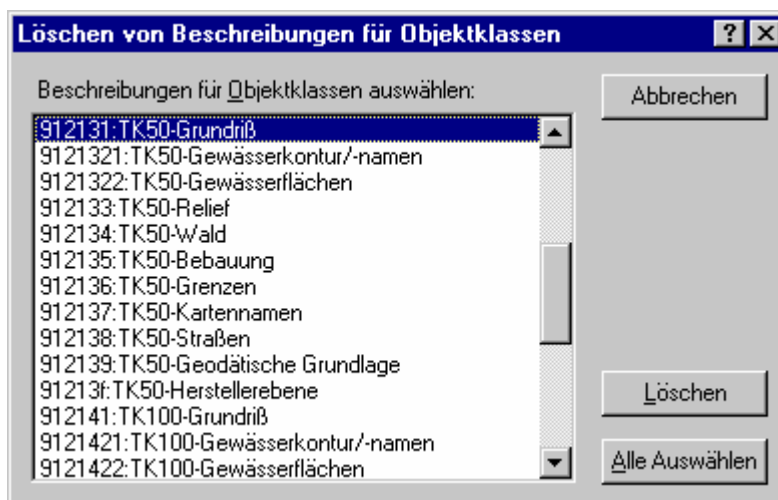 Löschen von Beschreibungen für Objektklassen
Beschreibungen für Objektklassen auswählen:
Abbrechen
912131:TK50-Grundriß
9121321:TK50-Gewässerkontur/-namen
9121322:TK50-Gewässerflächen
912133:TK50-Relief
912134:TK50-Wald
912135:TK50-Bebauung
912136:TK50-Grenzen
912137:TK50-Kartennamen
912138:TK50-Straßen
912139:TK50-Geodätische Grundlage
91213f:TK50-Herstellerebene
912141:TK100-Grundriß
9121421:TK100-Gewässerkontur/-namen
9121422:TK100-Gewässerflächen
Löschen
Alle Auswählen